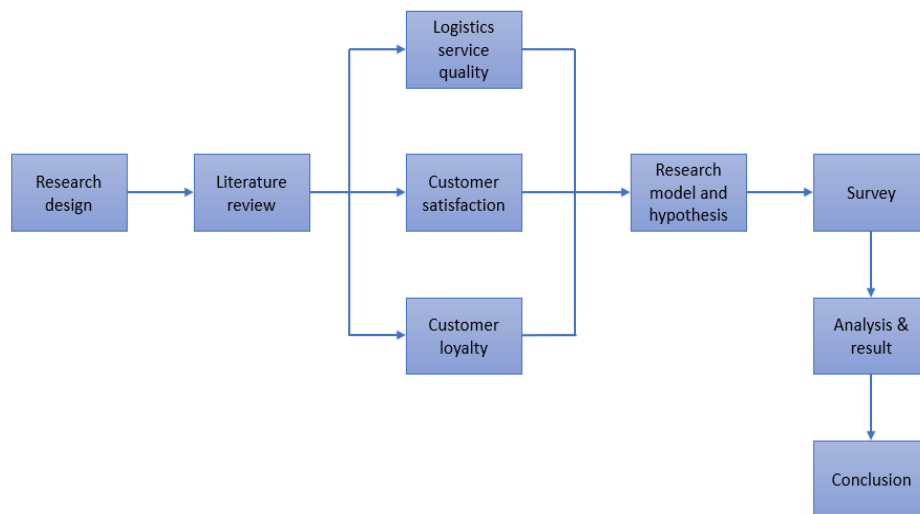 Logistics
service
quality
Research
design
Literature
review
Customer
satisfaction
Research
model and
hypothesis
Survey
Customer
loyalty
Analysis &
result
Conclusion